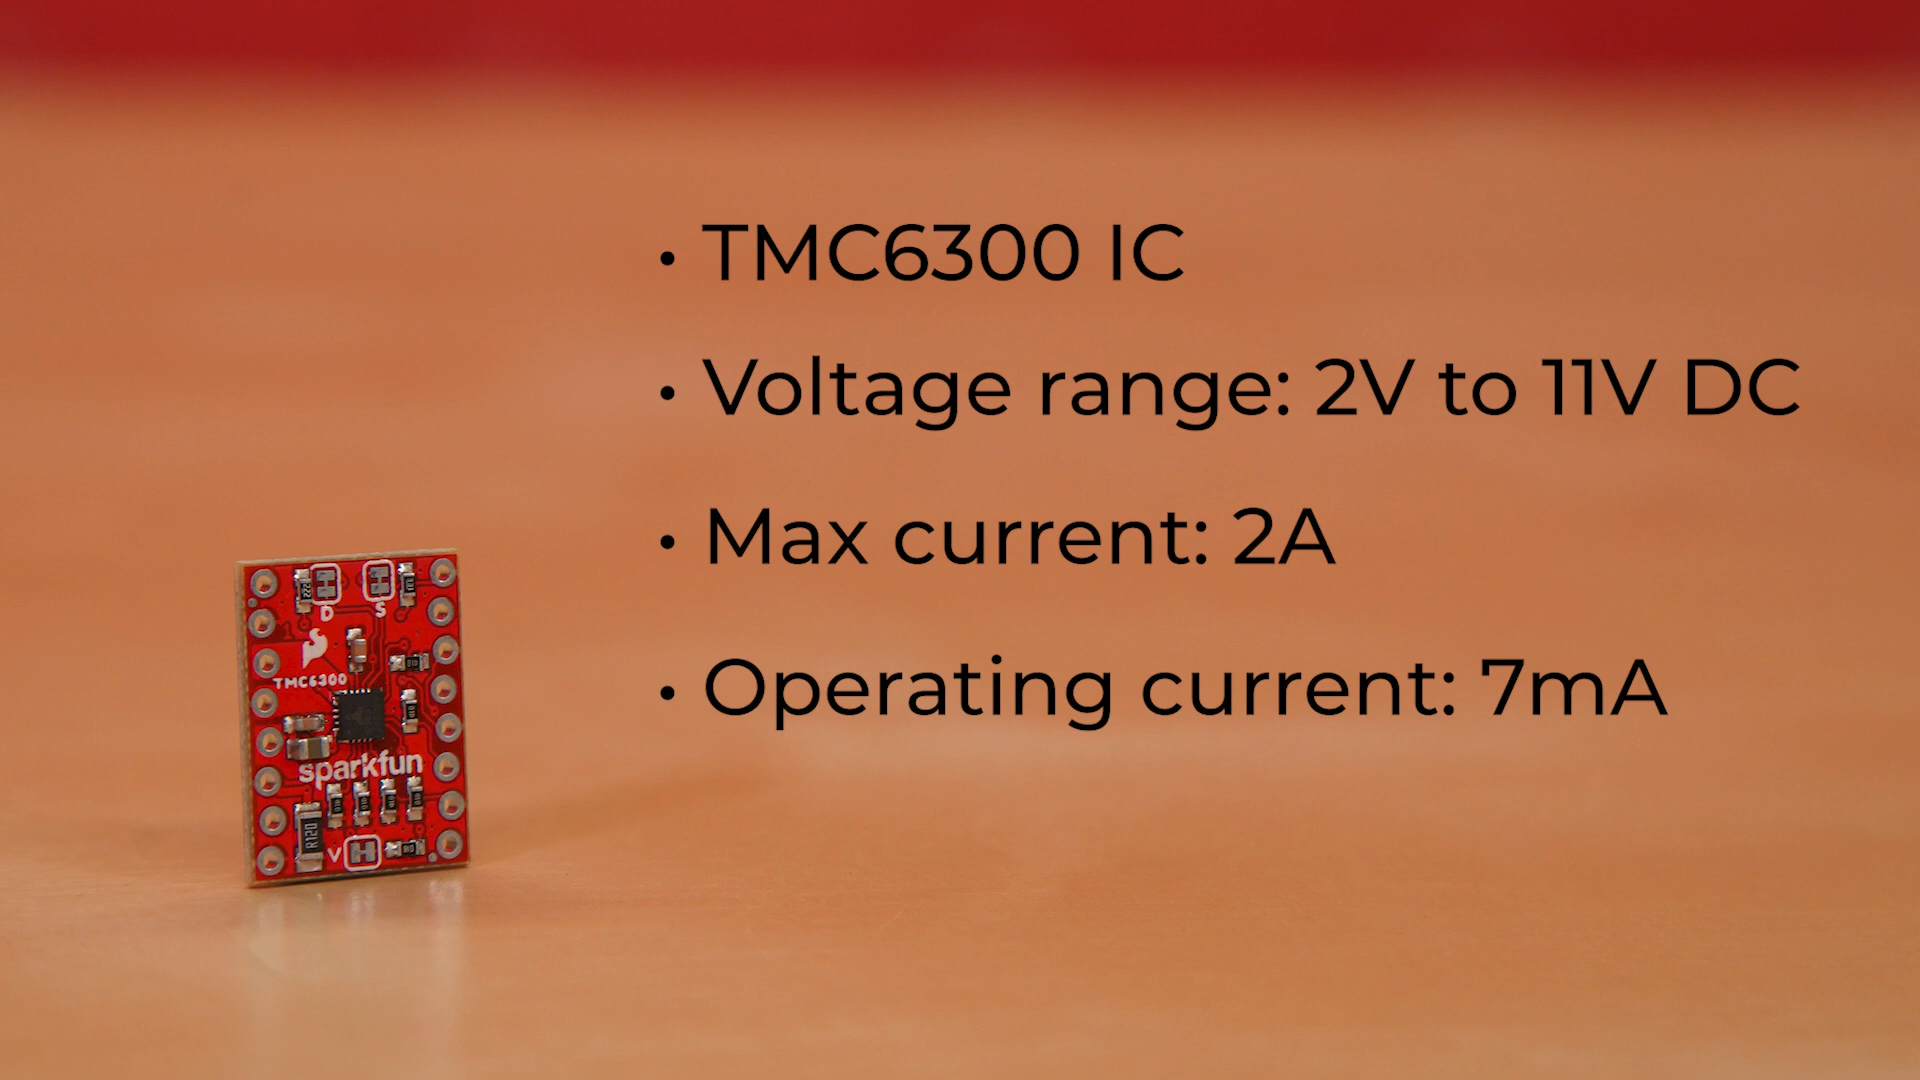 • TMC6300 IC
• Voltage range: 2V to 11V DC
• Max current: 2A
• Operating current: 7mA
D S
TMC6300
sparkfun
R120
V